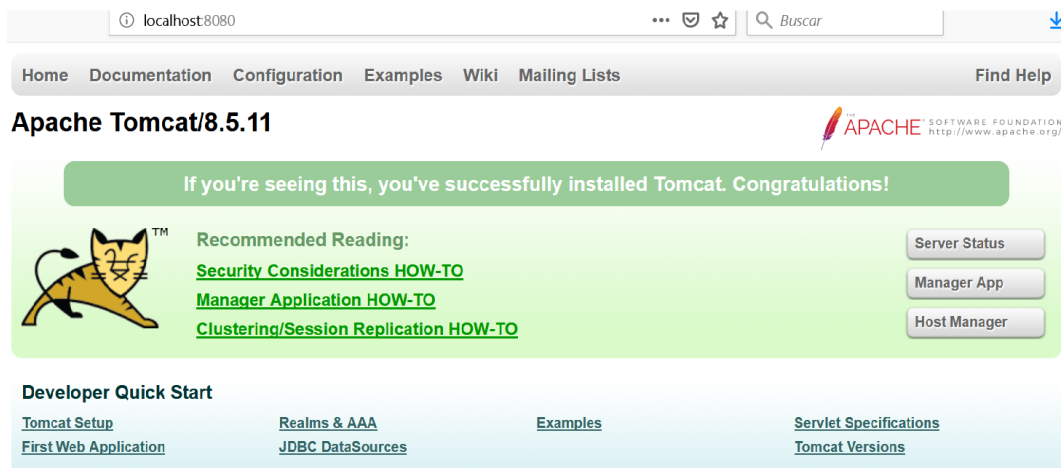 localhost:8080
Buscar
Home Documentation Configuration Examples Wiki Mailing Lists Find Help
Apache Tomcat/8.5.11
THE APACHE SOFTWARE FOUNDATION
http://www.apache.org/
If you're seeing this, you've successfully installed Tomcat. Congratulations!
TM
Recommended Reading:
Security Considerations HOW-TO
Manager Application HOW-TO
Clustering/Session Replication HOW-TO
Server Status
Manager App
Host Manager
Developer Quick Start
Tomcat Setup Realms & AAA Examples Servlet Specifications
First Web Application JDBC DataSources Tomcat Versions